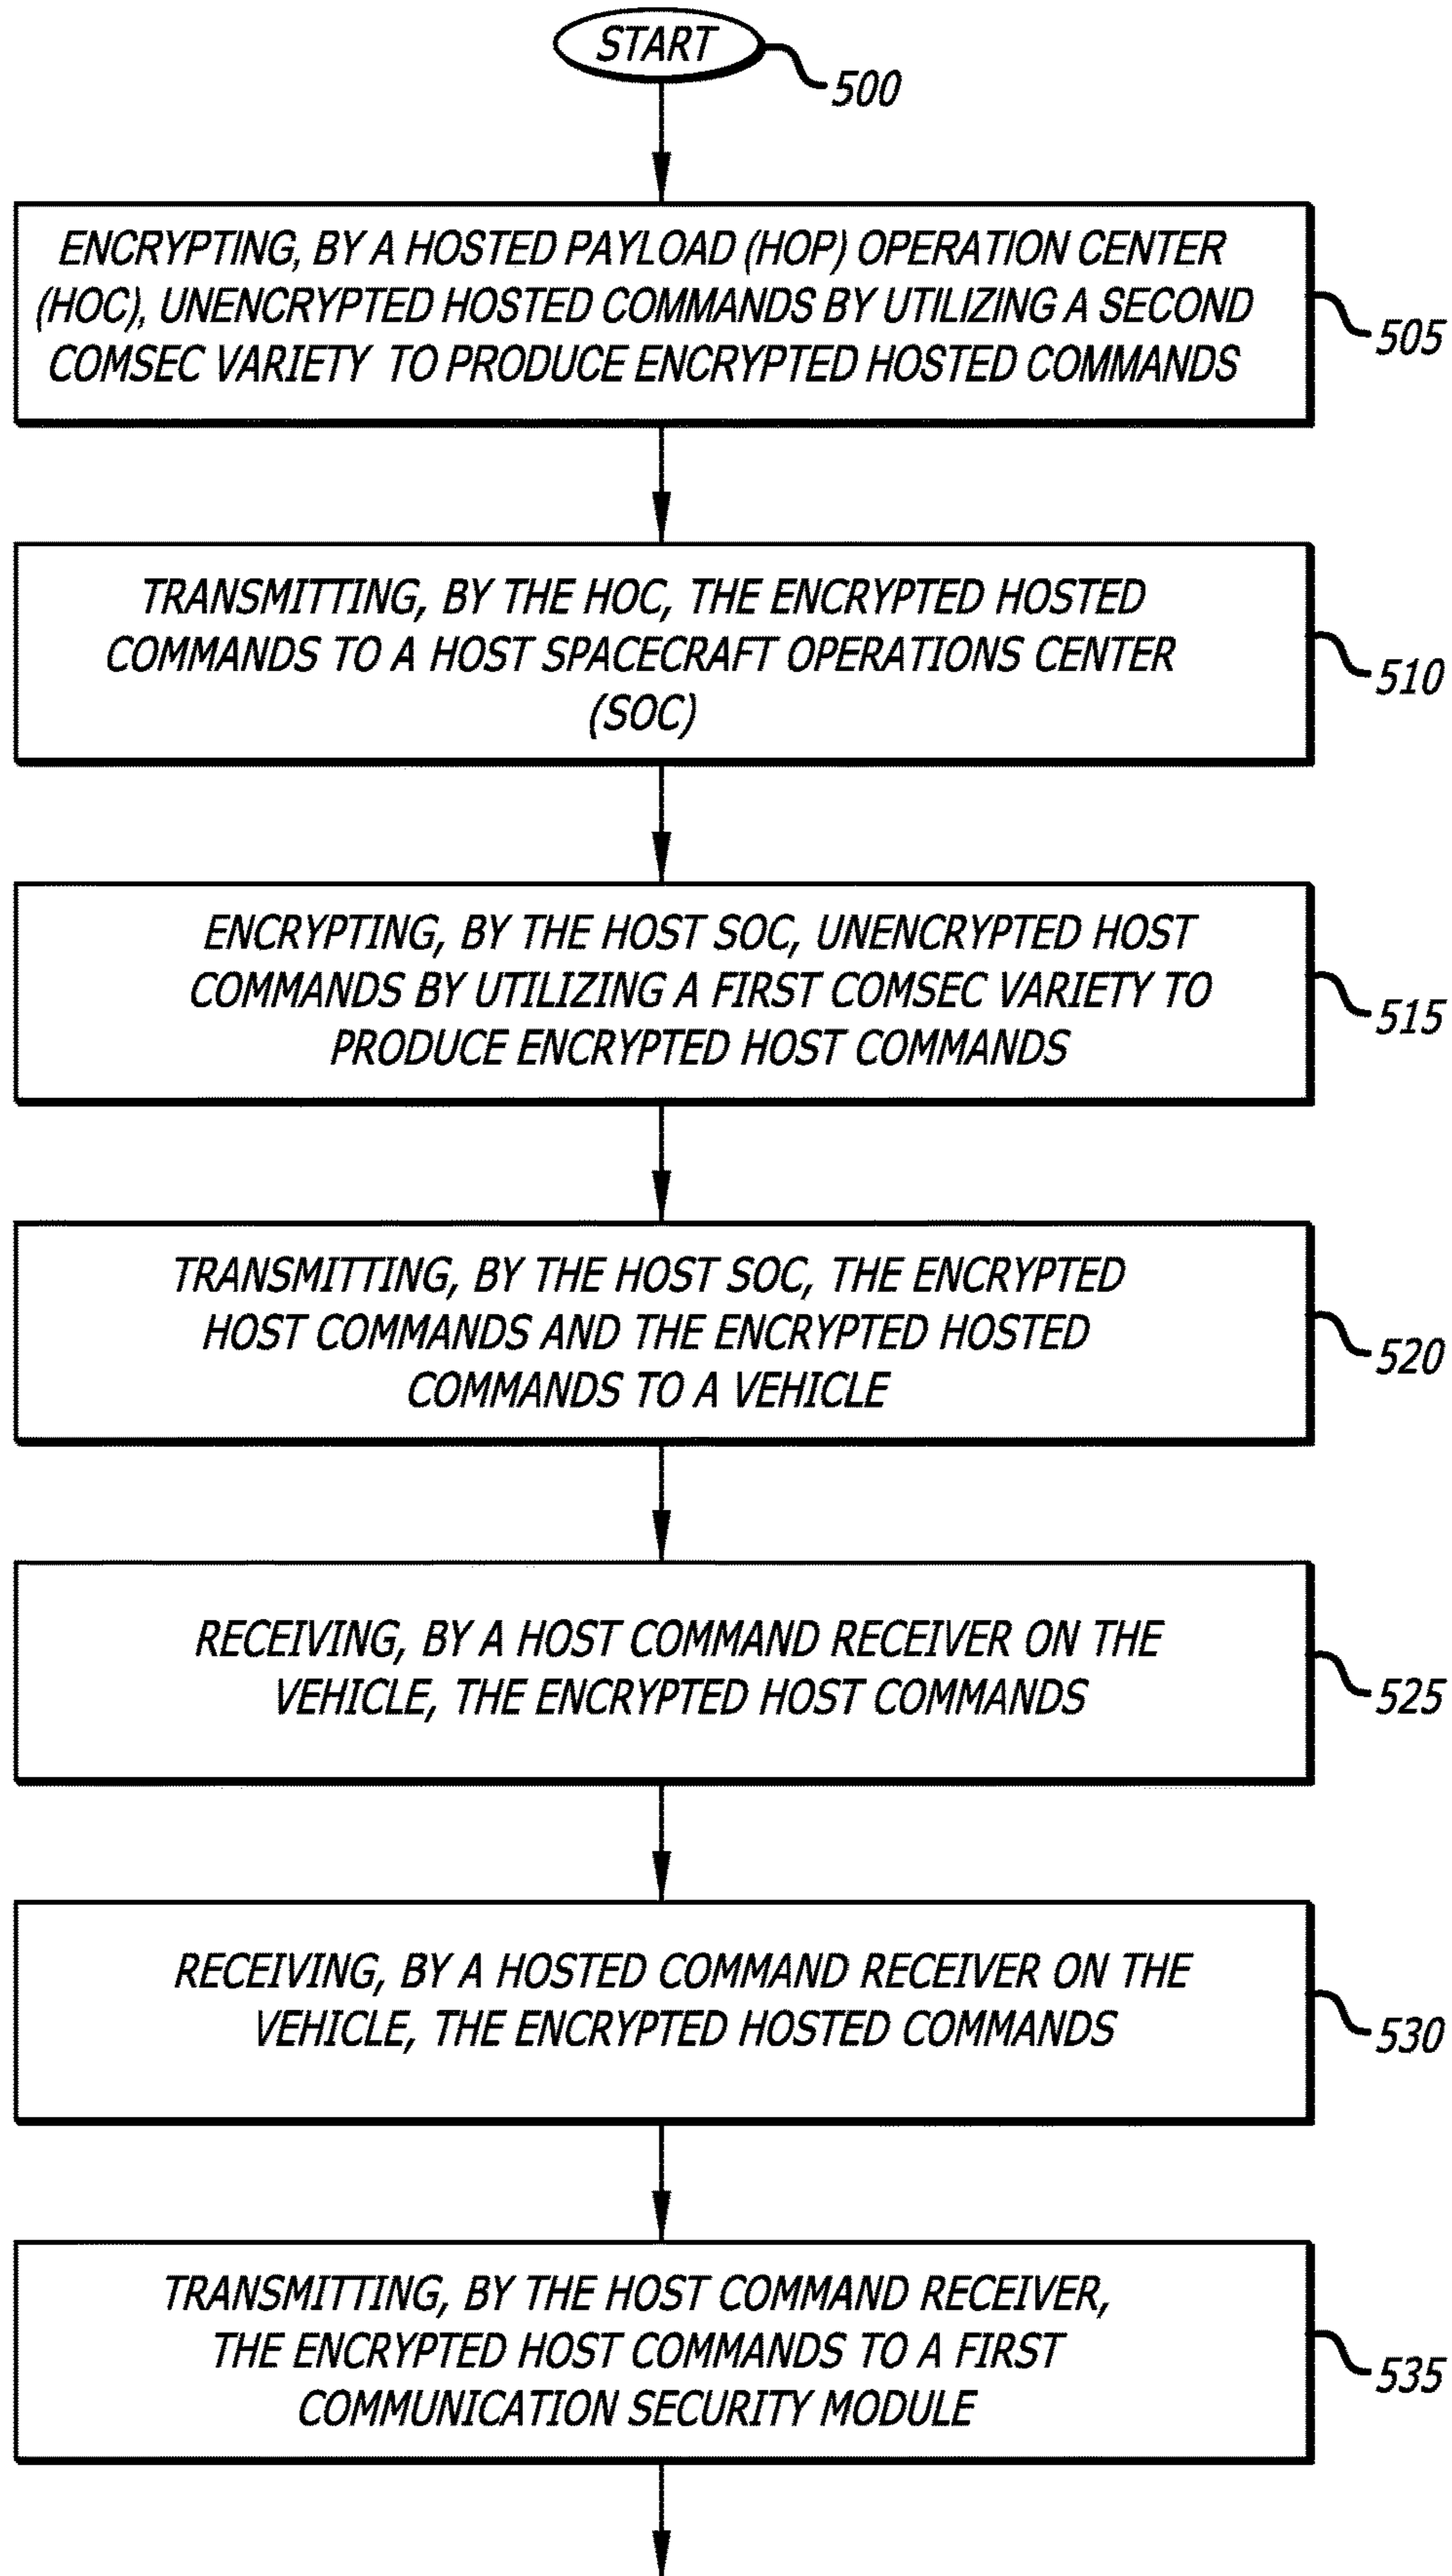 START
500
ENCRYPTING, BY A HOSTED PAYLOAD (HOP) OPERATION CENTER
(HOC), UNENCRYPTED HOSTED COMMANDS BY UTILIZING A SECOND
COMSEC VARIETY TO PRODUCE ENCRYPTED HOSTED COMMANDS
505
TRANSMITTING, BY THE HOC, THE ENCRYPTED HOSTED
COMMANDS TO A HOST SPACECRAFT OPERATIONS CENTER
(SOC)
510
ENCRYPTING, BY THE HOST SOC, UNENCRYPTED HOST
COMMANDS BY UTILIZING A FIRST COMSEC VARIETY TO
PRODUCE ENCRYPTED HOST COMMANDS
515
TRANSMITTING, BY THE HOST SOC, THE ENCRYPTED
HOST COMMANDS AND THE ENCRYPTED HOSTED
COMMANDS TO A VEHICLE
520
RECEIVING, BY A HOST COMMAND RECEIVER ON THE
VEHICLE, THE ENCRYPTED HOST COMMANDS
525
RECEIVING, BY A HOSTED COMMAND RECEIVER ON THE
VEHICLE, THE ENCRYPTED HOSTED COMMANDS
530
TRANSMITTING, BY THE HOST COMMAND RECEIVER,
THE ENCRYPTED HOST COMMANDS TO A FIRST
COMMUNICATION SECURITY MODULE
535